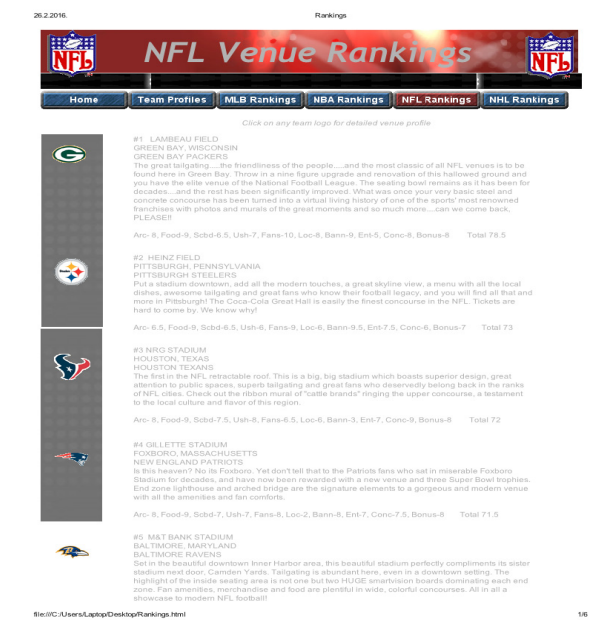 26.2.2016.
Rankings
NFL
NFL Venue Rankings
NFL
Home
Team Profiles
MLB Rankings
NBA Rankings
NFL Rankings
NHL Rankings
Click on any team logo for detailed venue profile
#1 LAMBEAU FIELD
GREEN BAY, WISCONSIN
GREEN BAY PACKERS
The great tailgating.....the friendliness of the people.....and the most classic of all NFL venues is to be
found here in Green Bay. Throw in a nine figure upgrade and renovation of this hallowed ground and
you have the elite venue of the National Football League. The seating bowl remains as it has been for
decades....and the rest has been significantly improved. What was once your very basic steel and
concrete concourse has been turned into a virtual living history of one of the sports' most renowned
franchises with photos and murals of the great moments and so much more....can we come back,
PLEASE!!
Arc- 8, Food-9, Scbd-6.5, Ush-7, Fans-10, Loc-8, Bann-9, Ent-5, Conc-8, Bonus-8 Total 78.5
#2 HEINZ FIELD
PITTSBURGH, PENNSYLVANIA
PITTSBURGH STEELERS
Put a stadium downtown, add all the modern touches, a great skyline view, a menu with all the local
dishes, awesome tailgating and great fans who know their football legacy, and you will find all that and
more in Pittsburgh! The Coca-Cola Great Hall is easily the finest concourse in the NFL. Tickets are
hard to come by. We know why!
Arc- 6.5, Food-9, Scbd-6.5, Ush-6, Fans-9, Loc-6, Bann-9.5, Ent-7.5, Conc-6, Bonus-7 Total 73
#3 NRG STADIUM
HOUSTON, TEXAS
HOUSTON TEXANS
The first in the NFL retractable roof. This is a big, big stadium which boasts superior design, great
attention to public spaces, superb tailgating and great fans who deservedly belong back in the ranks
of NFL cities. Check out the ribbon mural of "cattle brands" ringing the upper concourse, a testament
to the local culture and flavor of this region.
Arc- 8, Food-9, Scbd-7.5, Ush-8, Fans-6.5, Loc-6, Bann-3, Ent-7, Conc-9, Bonus-8 Total 72
#4 GILLETTE STADIUM
FOXBORO, MASSACHUSETTS
NEW ENGLAND PATRIOTS
Is this heaven? No its Foxboro. Yet don't tell that to the Patriots fans who sat in miserable Foxboro
Stadium for decades, and have now been rewarded with a new venue and three Super Bowl trophies.
End zone lighthouse and arched bridge are the signature elements to a gorgeous and modern venue
with all the amenities and fan comforts.
Arc- 8, Food-9, Scbd-7, Ush-7, Fans-8, Loc-2, Bann-8, Ent-7, Conc-7.5, Bonus-8 Total 71.5
#5 M&T BANK STADIUM
BALTIMORE, MARYLAND
BALTIMORE RAVENS
Set in the beautiful downtown Inner Harbor area, this beautiful stadium perfectly compliments its sister
stadium next door, Camden Yards. Tailgating is abundant here, even in a downtown setting. The
highlight of the inside seating area is not one but two HUGE smartvision boards dominating each end
zone. Fan amenities, merchandise and food are plentiful in wide, colorful concourses. All in all a
showcase to modern NFL football!
file:///C:/Users/Laptop/Desktop/Rankings.html
1/6